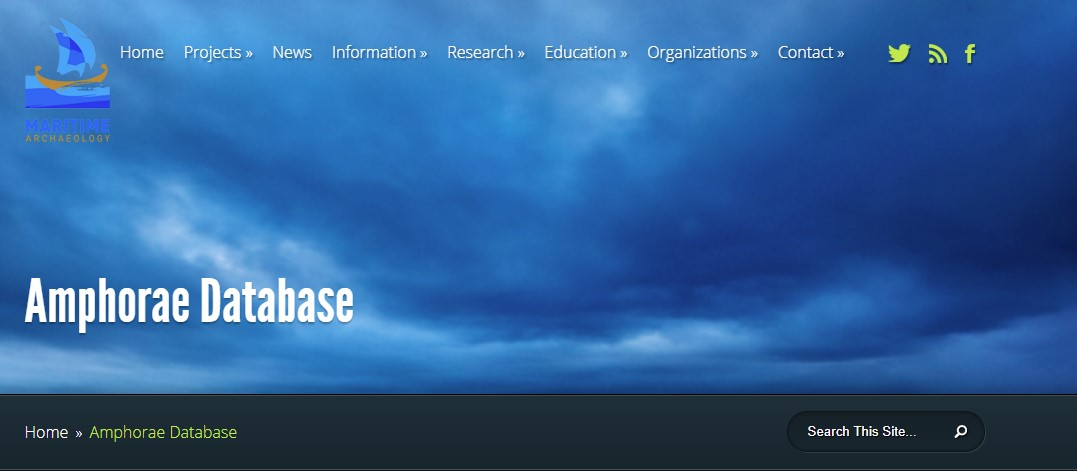 Home Projects » News Information » Research » Education » Organizations » Contact »
MARITIME
ARCHAEOLOGY
Amphorae Database
Home » Amphorae Database
Search This Site...